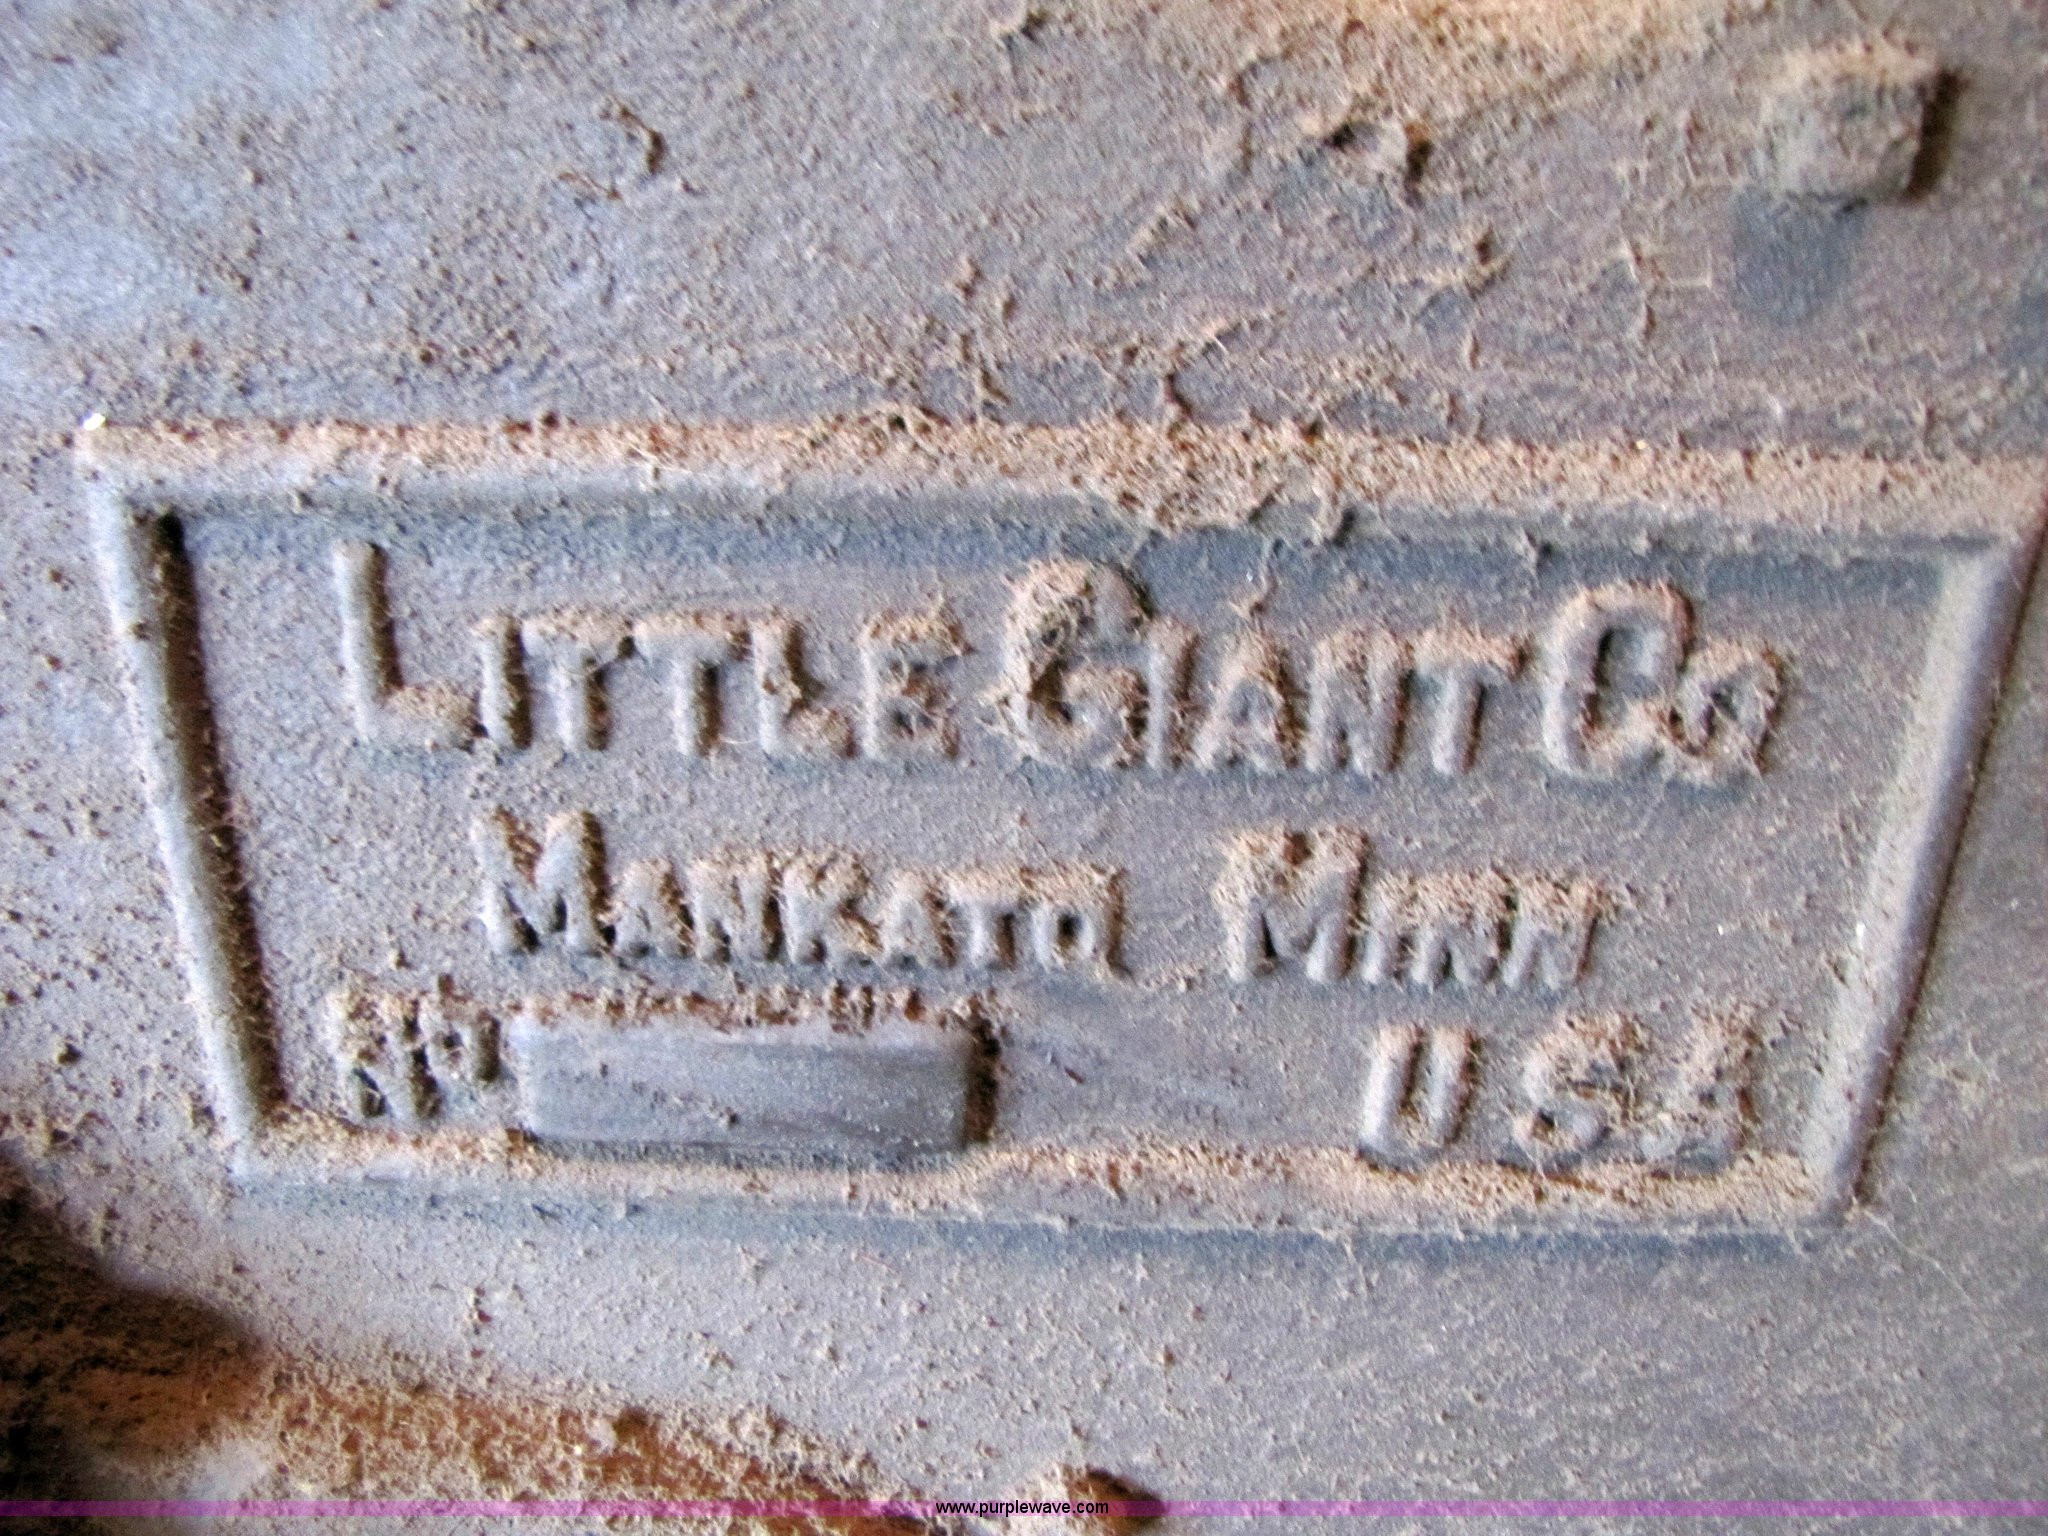 LITTLE GIANT CO
MANKATO MINN
No
USA
www.purplewave.com